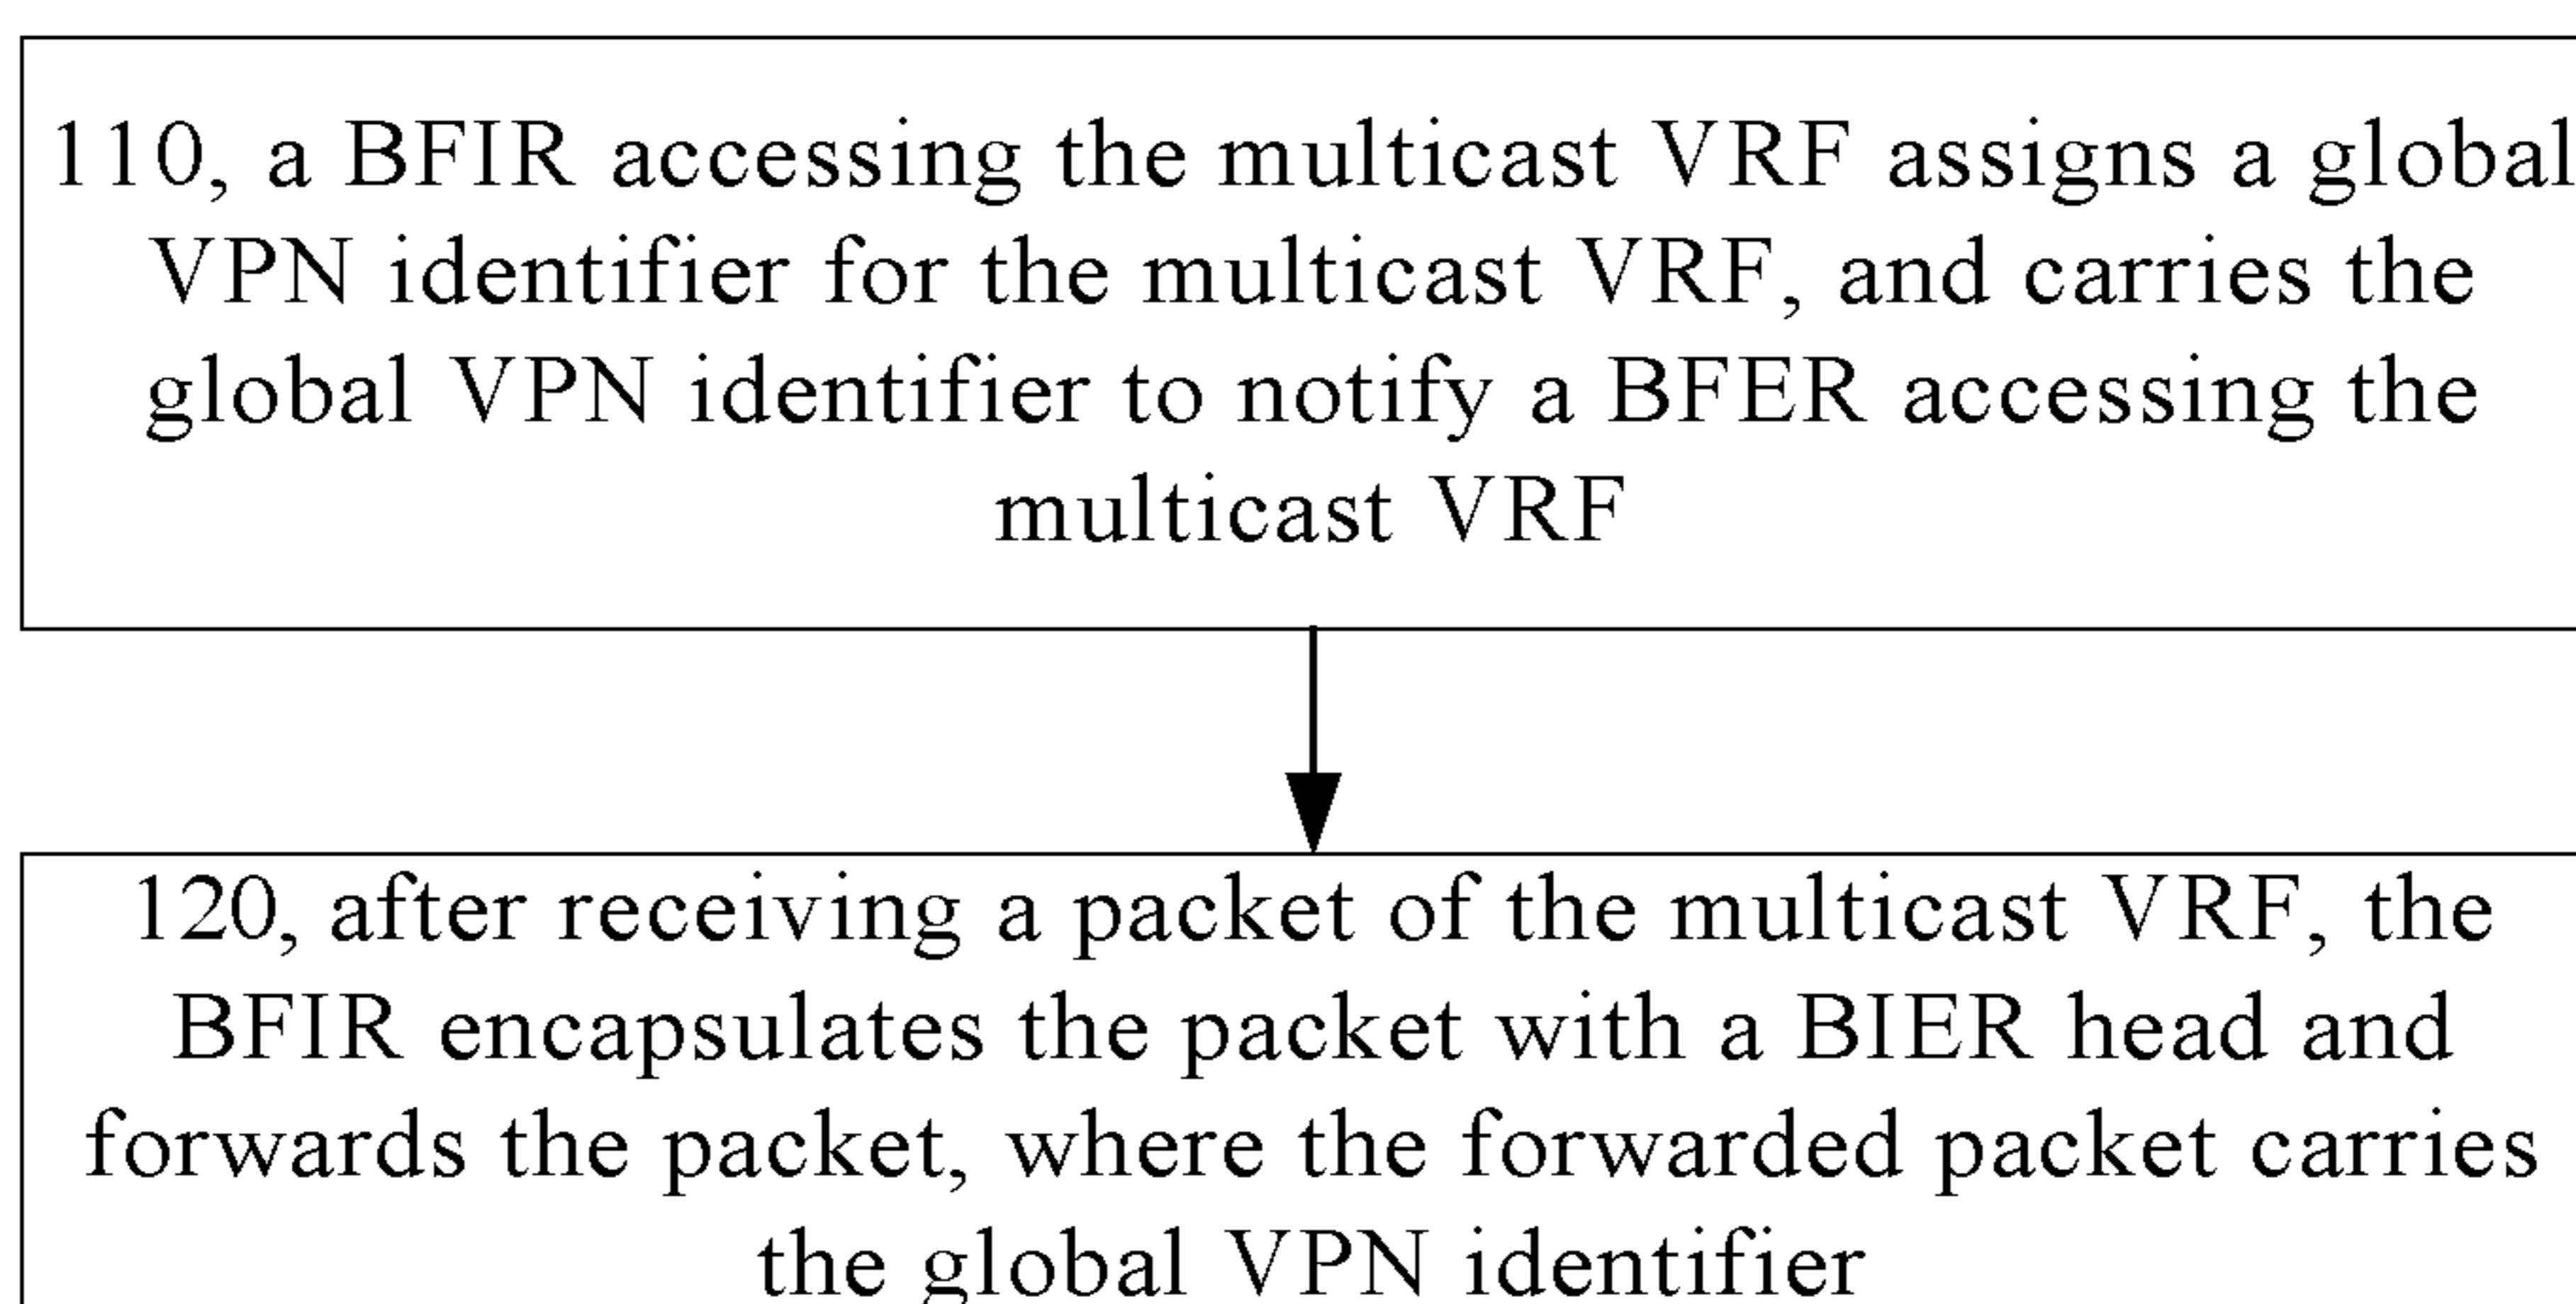 110, a BFIR accessing the multicast VRF assigns a global
VPN identifier for the multicast VRF, and carries the
global VPN identifier to notify a BFER accessing the
multicast VRF
120, after receiving a packet of the multicast VRF, the
BFIR encapsulates the packet with a BIER head and
forwards the packet, where the forwarded packet carries
the global VPN identifier